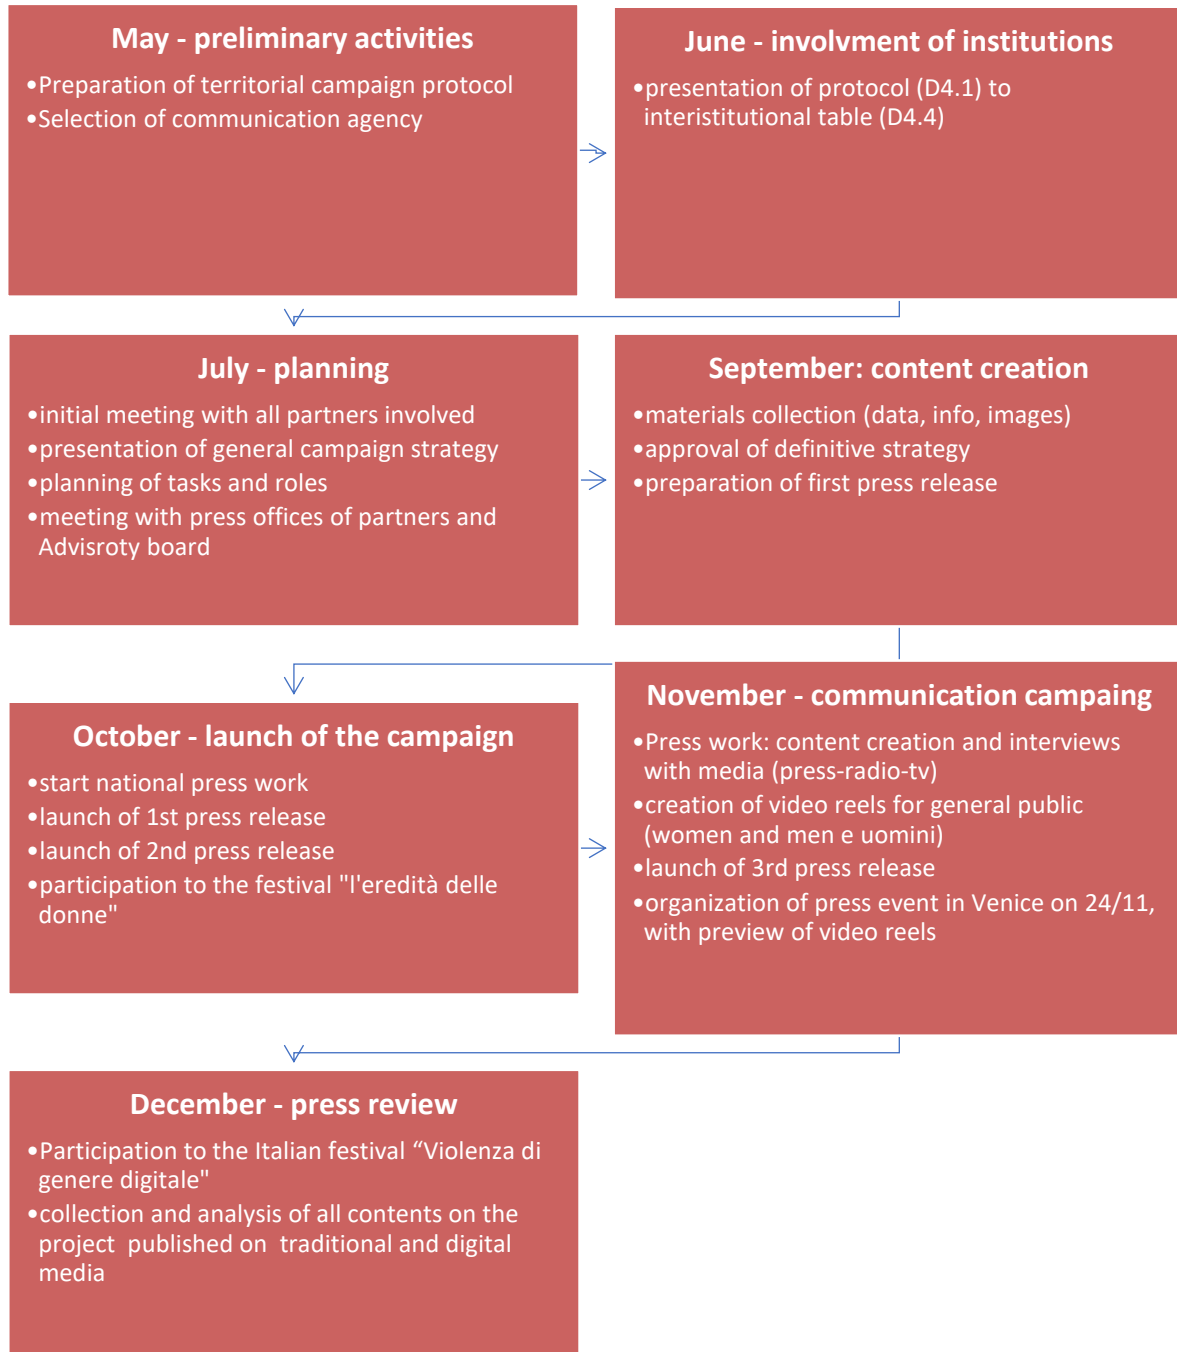 May - preliminary activities
•Preparation of territorial campaign protocol
•Selection of communication agency
June - involvment of institutions
•presentation of protocol (D4.1) to
interistitutional table (D4.4)
July - planning
•initial meeting with all partners involved
•presentation of general campaign strategy
•planning of tasks and roles
•meeting with press offices of partners and
Advisroty board
September: content creation
•materials collection (data, info, images)
•approval of definitive strategy
•preparation of first press release
October - launch of the campaign
•start national press work
•launch of 1st press release
•launch of 2nd press release
•participation to the festival "l'eredità delle
donne"
November - communication campaing
•Press work: content creation and interviews
with media (press-radio-tv)
•creation of video reels for general public
(women and men e uomini)
•launch of 3rd press release
•organization of press event in Venice on 24/11,
with preview of video reels
December - press review
•Participation to the Italian festival “Violenza di
genere digitale"
•collection and analysis of all contents on the
project  published on  traditional and digital
media